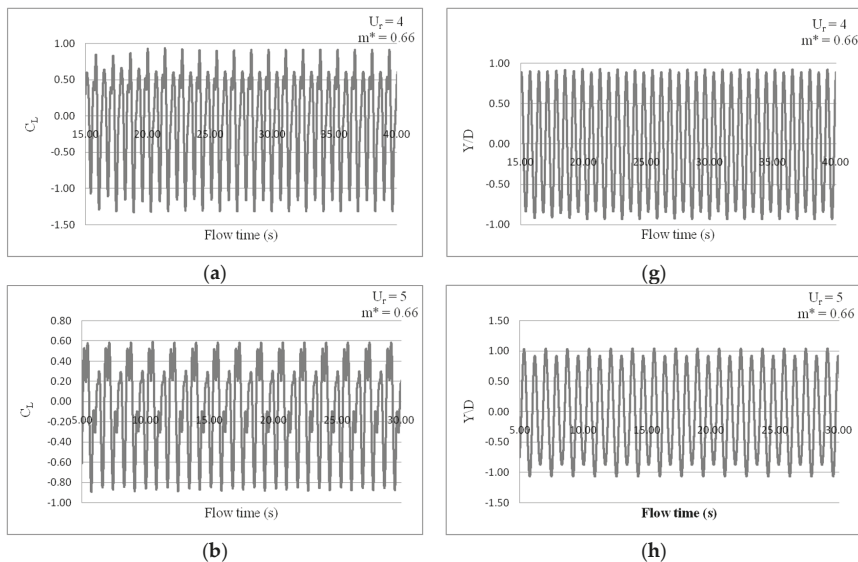 U_r = 4
m* = 0.66
1.00
0.50
0.00
-0.50
-1.00
-1.50
C_L
15.00 20.00 25.00 30.00 35.00 40.00
Flow time (s)
(a)
U_r = 4
m* = 0.66
1.00
0.50
0.00
-0.50
-1.00
Y/D
15.00 20.00 25.00 30.00 35.00 40.00
Flow time (s)
(g)
U_r = 5
m* = 0.66
0.80
0.60
0.40
0.20
0.00
-0.20
-0.40
-0.60
-0.80
-1.00
C_L
5.00 10.00 15.00 20.00 25.00 30.00
Flow time (s)
(b)
U_r = 5
m* = 0.66
1.50
1.00
0.50
0.00
-0.50
-1.00
-1.50
Y\D
5.00 10.00 15.00 20.00 25.00 30.00
Flow time (s)
(h)